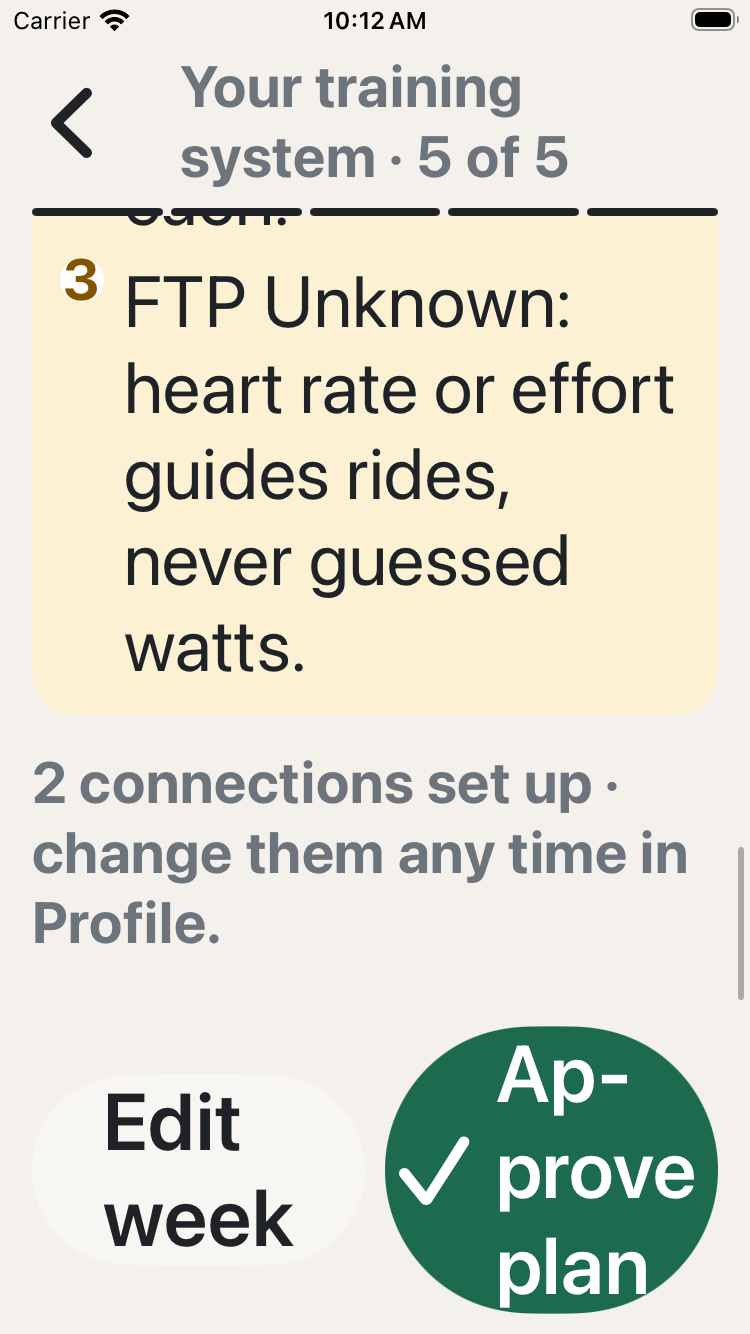 Carrier
10:12 AM
Your training
system · 5 of 5
3
FTP Unknown:
heart rate or effort
guides rides,
never guessed
watts.
2 connections set up ·
change them any time in
Profile.
Edit
week
Ap-
prove
plan